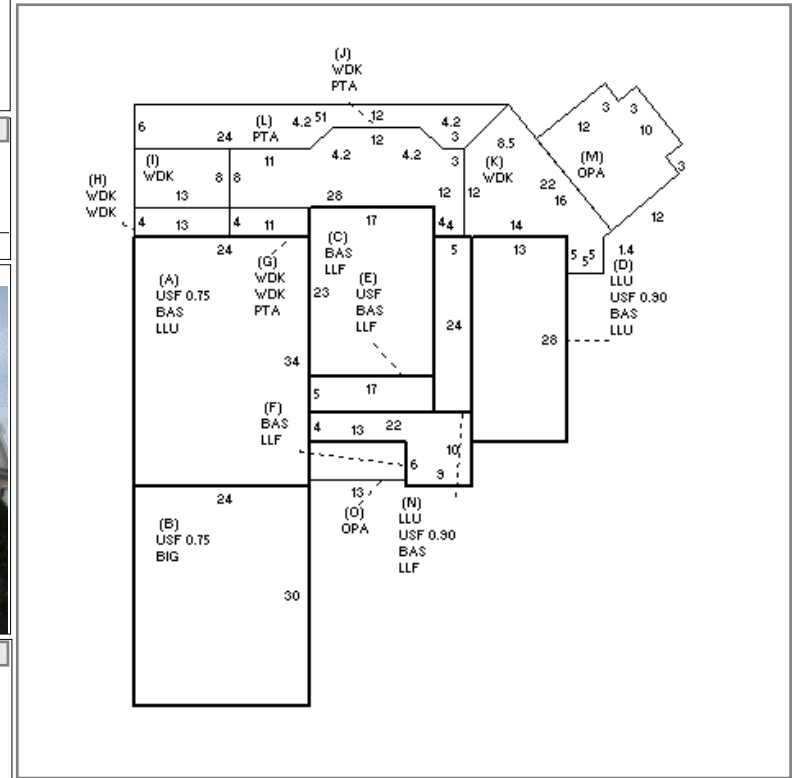 (J)
WDK
PTA
6
24
(L)
PTA
4.2
51
12
4.2
3
3
3
12
10
(M)
OPA
3
12
(I)
WDK
8
8
11
4.2
12
4.2
3
8.5
(K)
WDK
22
16
(H)
WDK
WDK
13
28
12
12
4
13
4
11
17
4
4
14
24
(G)
WDK
WDK
PTA
(C)
BAS
LLF
5
13
5
5
5
1.4
(D)
LLU
USF 0.90
BAS
LLU
(A)
USF 0.75
BAS
LLU
23
(E)
USF
BAS
LLF
24
28
34
5
17
(F)
BAS
LLF
4
13
22
10
6
9
13
(O)
OPA
(N)
LLU
USF 0.90
BAS
LLF
24
(B)
USF 0.75
BIG
30